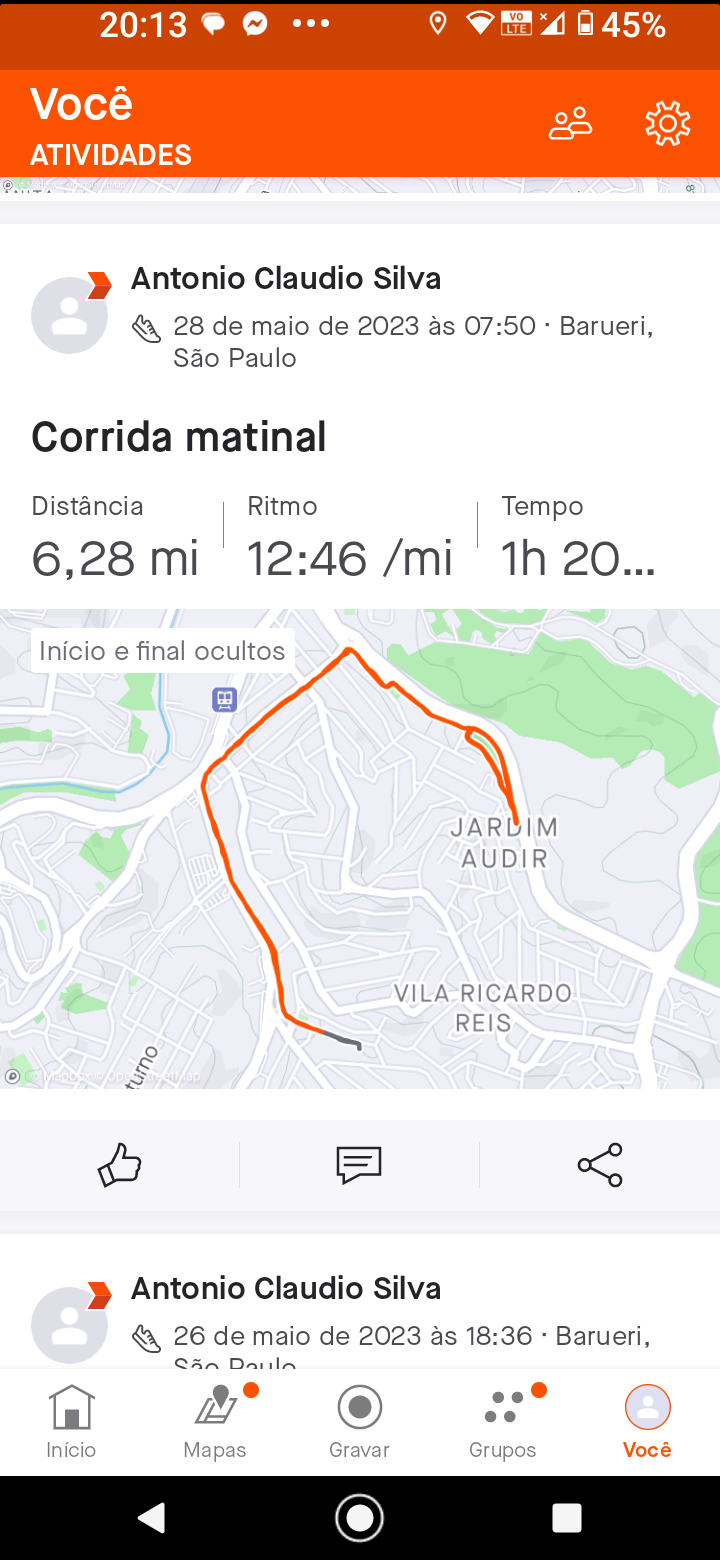 20:13
VO
LTE
45%
Você
ATIVIDADES
Antonio Claudio Silva
28 de maio de 2023 às 07:50 · Barueri,
São Paulo
Corrida matinal
Distância
Ritmo
Tempo
6,28 mi
12:46 /mi
1h 20...
Início e final ocultos
JARDIM
AUDIR
VILA RICARDO
REIS
turno
© Mapbox © OpenStreetMap
Antonio Claudio Silva
26 de maio de 2023 às 18:36 · Barueri,
São Paulo
Início
Mapas
Gravar
Grupos
Você